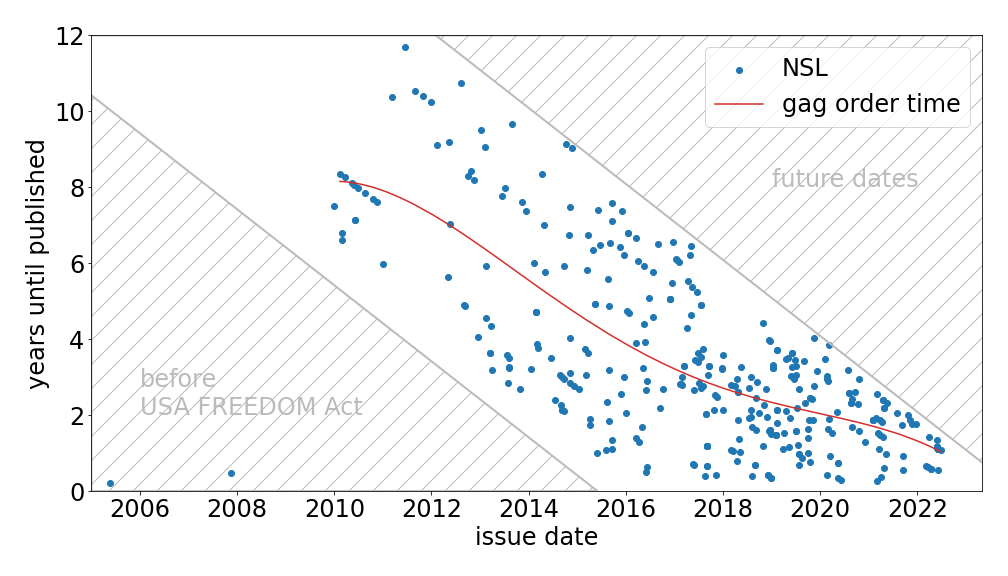 12
10
8
6
4
2
0
years until published
NSL
gag order time
future dates
before
USA FREEDOM Act
2006 2008 2010 2012 2014 2016 2018 2020 2022
issue date